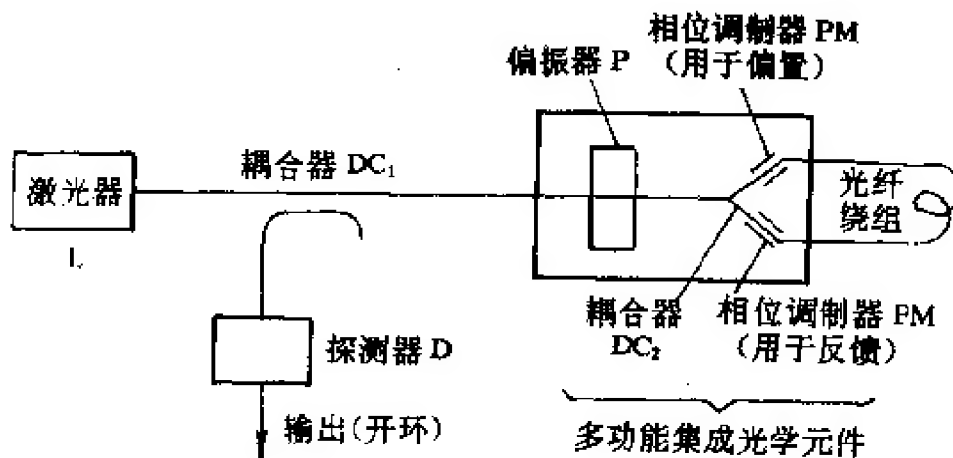 相位调制器 PM
（用于偏置）
偏振器 P
耦合器 DC₁
激光器
L
光纤
绕组
耦合器
DC₂
相位调制器 PM
（用于反馈）
探测器 D
输出(开环)
多功能集成光学元件